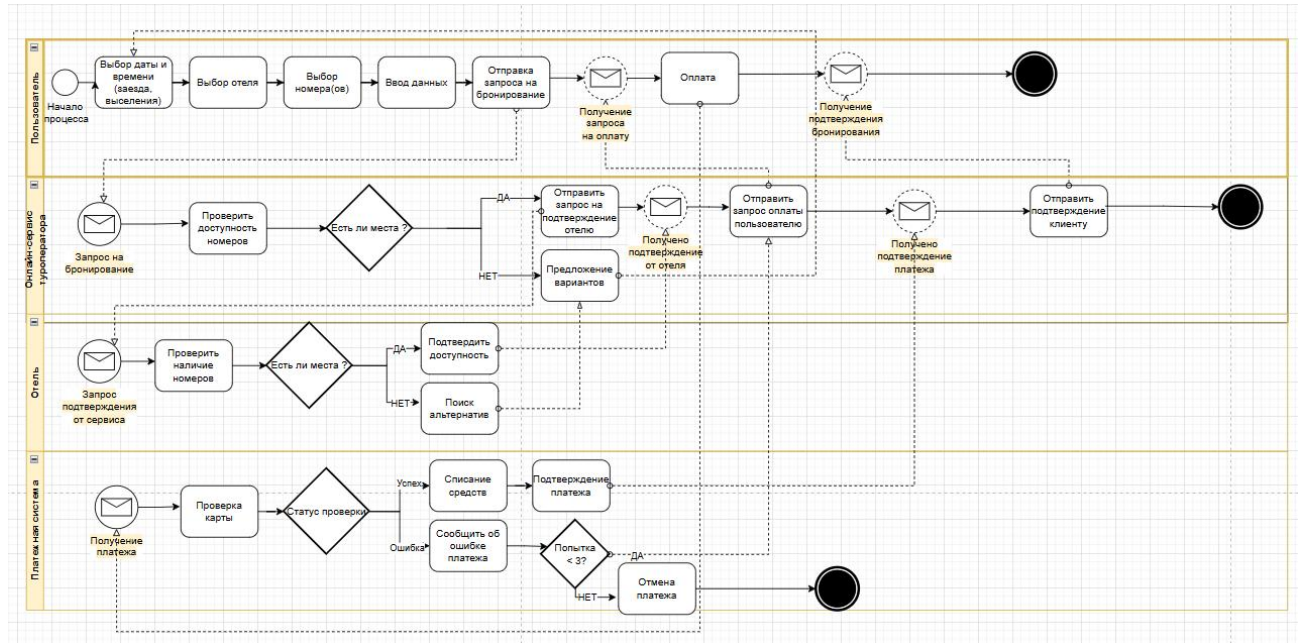 Пользователь
Начало
процесса
Выбор даты и
времени
(заезда,
выселения)
Выбор отеля
Выбор
номера(ов)
Ввод данных
Отправка
запроса на
бронирование
Получение
запроса
на оплату
Оплата
Получение
подтверждения
бронирования
Онлайн-сервис
туроператора
Запрос на
бронирование
Проверить
доступность
номеров
Есть ли места ?
ДА
НЕТ
Отправить
запрос на
подтверждение
отелю
Предложение
вариантов
Получено
подтверждение
от отеля
Отправить
запрос оплаты
пользователю
Получено
подтверждение
платежа
Отправить
подтверждение
клиенту
Отель
Запрос
подтверждения
от сервиса
Проверить
наличие
номеров
Есть ли места ?
ДА
НЕТ
Подтвердить
доступность
Поиск
альтернатив
Платежная система
Получение
платежа
Проверка
карты
Статус проверки
Успех
Ошибка
Списание
средств
Подтверждение
платежа
Сообщить об
ошибке
платежа
Попытка
< 3?
ДА
НЕТ
Отмена
платежа